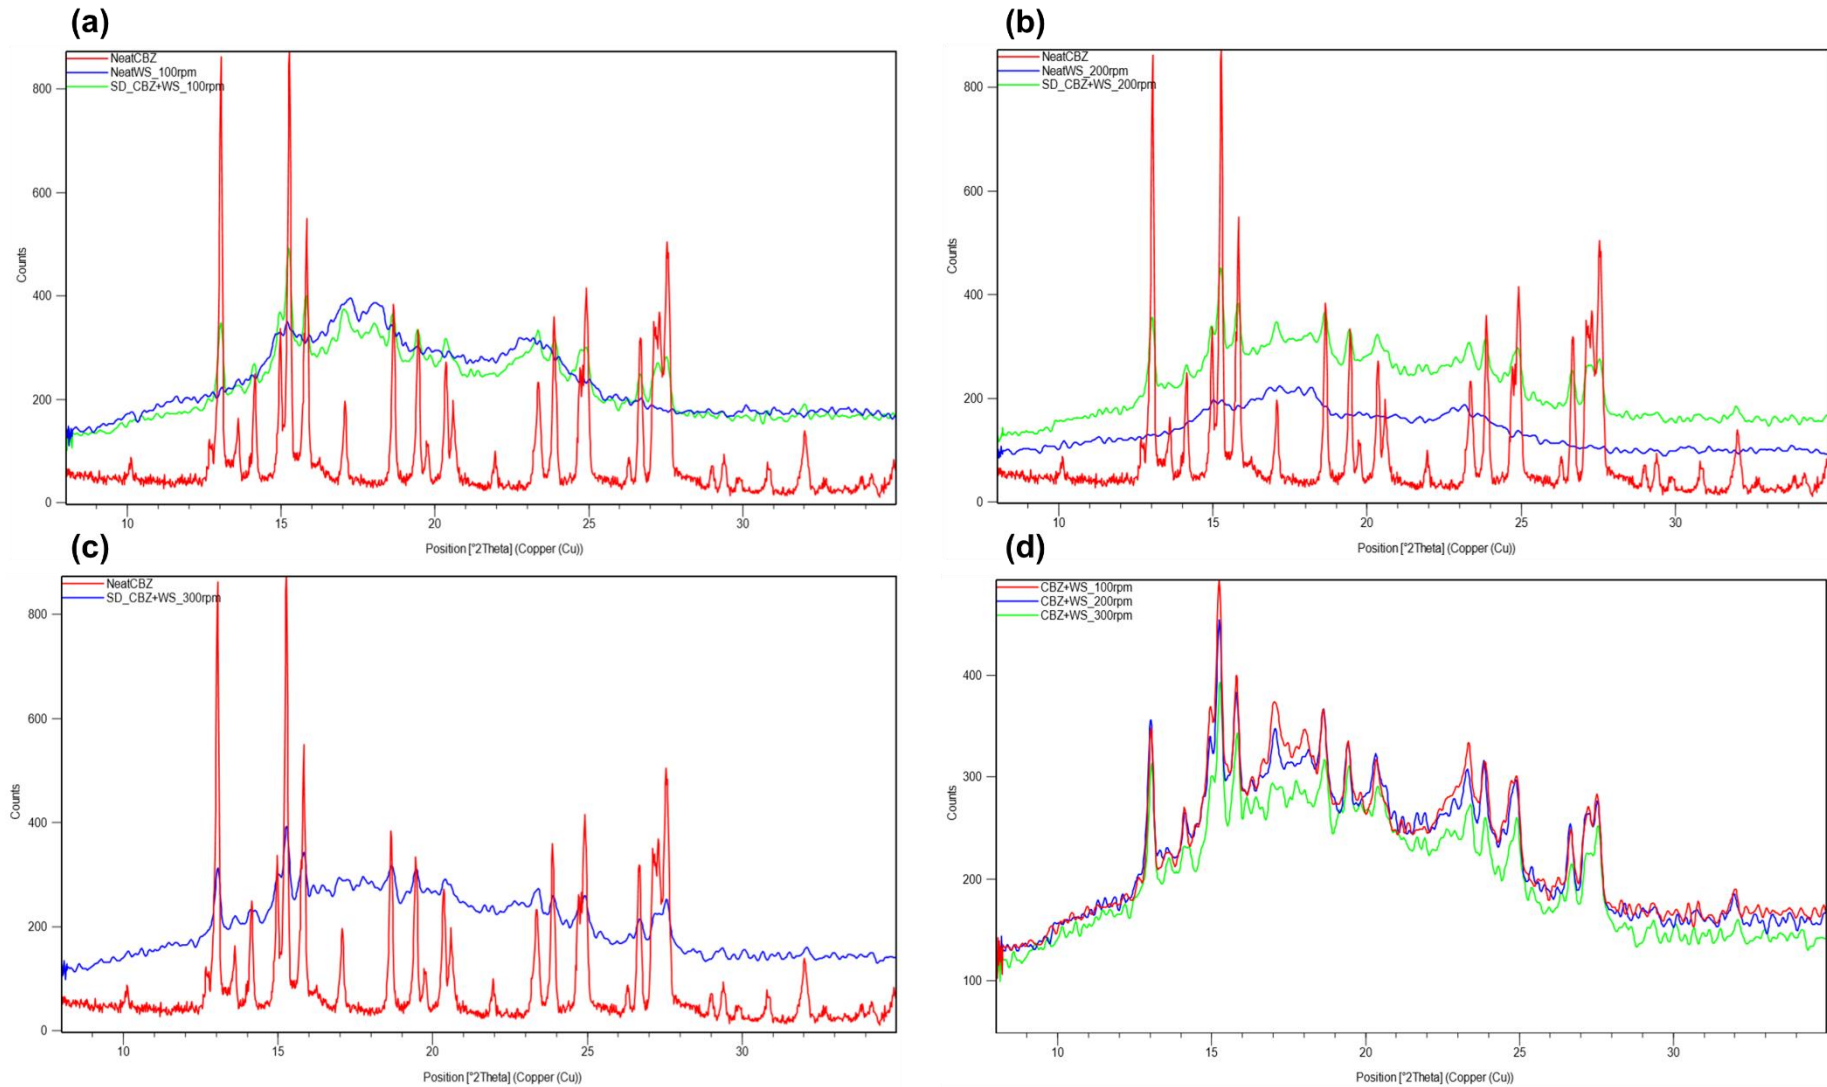 (a)
NeatCBZ
NeatWS_100rpm
SD_CBZ+WS_100rpm
800
600
400
200
0
Counts
10 15 20 25 30
Position [°2Theta] (Copper (Cu))
(b)
NeatCBZ
NeatWS_200rpm
SD_CBZ+WS_200rpm
800
600
400
200
0
Counts
10 15 20 25 30
Position [°2Theta] (Copper (Cu))
(c)
NeatCBZ
SD_CBZ+WS_300rpm
800
600
400
200
0
Counts
10 15 20 25 30
Position [°2Theta] (Copper (Cu))
(d)
CBZ+WS_100rpm
CBZ+WS_200rpm
CBZ+WS_300rpm
400
300
200
100
Counts
10 15 20 25 30
Position [°2Theta] (Copper (Cu))